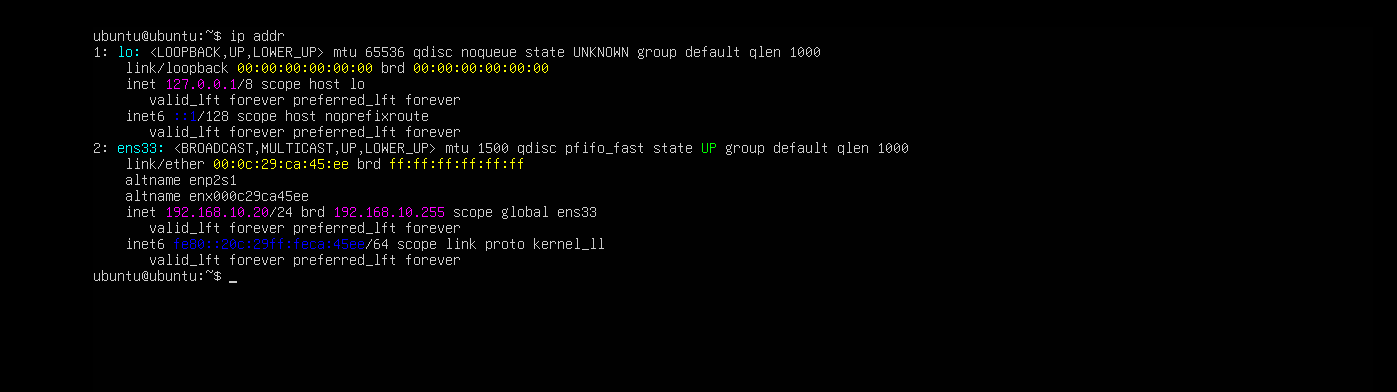 ubuntu@ubuntu:~$ ip addr
1: lo: <LOOPBACK,UP,LOWER_UP> mtu 65536 qdisc noqueue state UNKNOWN group default qlen 1000
    link/loopback 00:00:00:00:00:00 brd 00:00:00:00:00:00
    inet 127.0.0.1/8 scope host lo
       valid_lft forever preferred_lft forever
    inet6 ::1/128 scope host noprefixroute
       valid_lft forever preferred_lft forever
2: ens33: <BROADCAST,MULTICAST,UP,LOWER_UP> mtu 1500 qdisc pfifo_fast state UP group default qlen 1000
    link/ether 00:0c:29:ca:45:ee brd ff:ff:ff:ff:ff:ff
    altname enp2s1
    altname enx000c29ca45ee
    inet 192.168.10.20/24 brd 192.168.10.255 scope global ens33
       valid_lft forever preferred_lft forever
    inet6 fe80::20c:29ff:feca:45ee/64 scope link proto kernel_ll
       valid_lft forever preferred_lft forever
ubuntu@ubuntu:~$ _